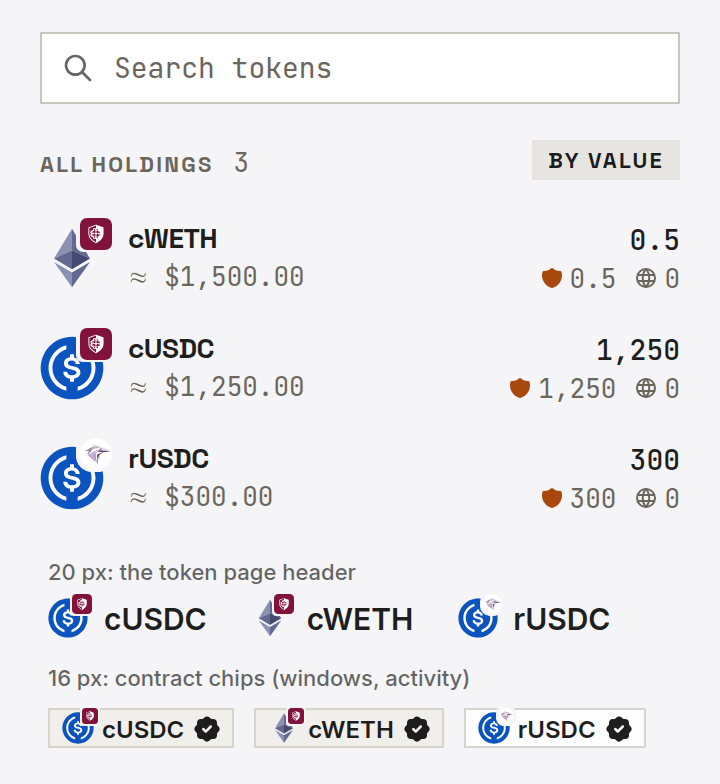 Search tokens
ALL HOLDINGS 3 BY VALUE
cWETH 0.5
≈ $1,500.00 0.5 0
cUSDC 1,250
≈ $1,250.00 1,250 0
rUSDC 300
≈ $300.00 300 0
20 px: the token page header
cUSDC cWETH rUSDC
16 px: contract chips (windows, activity)
cUSDC cWETH rUSDC